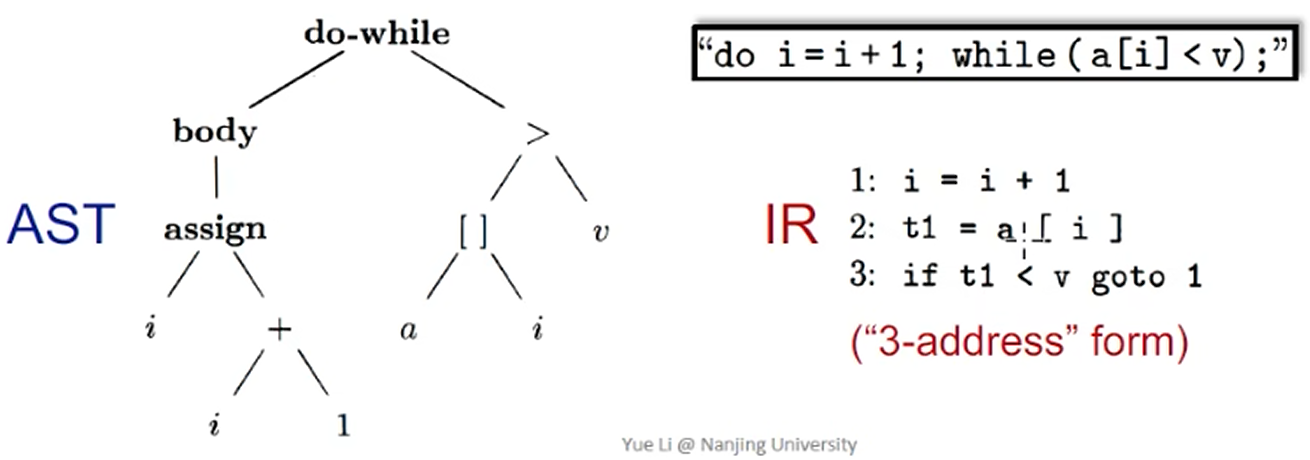 do-while
“do i=i+1; while(a[i]<v);”
body
>
AST
assign
[ ]
v
i
+
a
i
i
1
IR
1: i = i + 1
2: t1 = a [ i ]
3: if t1 < v goto 1
(“3-address” form)
Yue Li @ Nanjing University